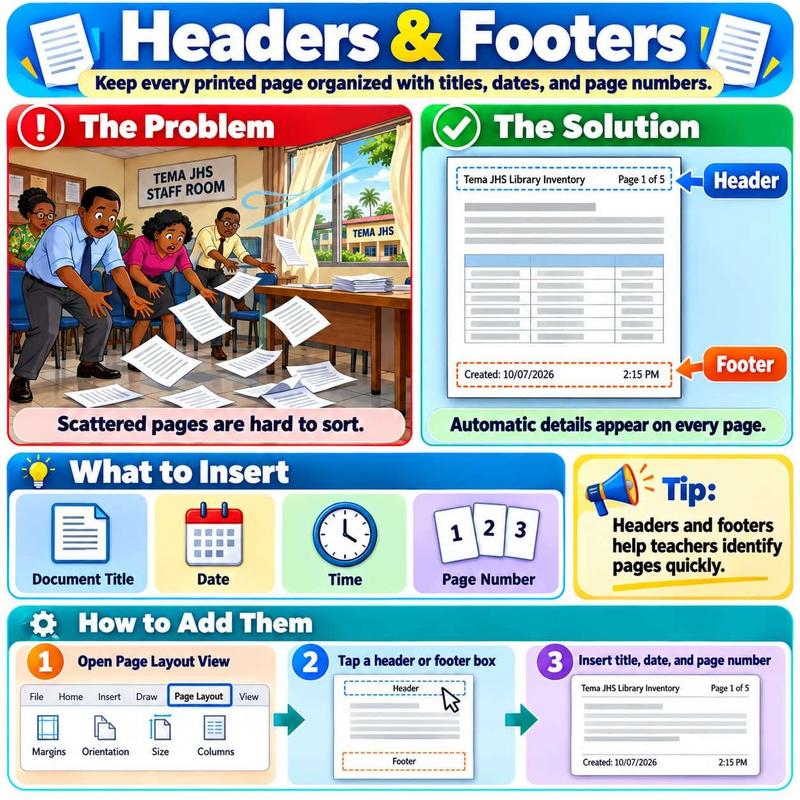 Headers & Footers
Keep every printed page organized with titles, dates, and page numbers.
The Problem
TEMA JHS
STAFF ROOM
TEMA JHS
Scattered pages are hard to sort.
The Solution
Tema JHS Library Inventory Page 1 of 5
Header
Created: 10/07/2026 2:15 PM
Footer
Automatic details appear on every page.
What to Insert
Document Title
Date
Time
1 2 3
Page Number
Tip:
Headers and footers
help teachers identify
pages quickly.
How to Add Them
1 Open Page Layout View
File Home Insert Draw Page Layout View
Margins Orientation Size Columns
2 Tap a header or footer box
Header
Footer
3 Insert title, date, and page number
Tema JHS Library Inventory Page 1 of 5
Created: 10/07/2026 2:15 PM